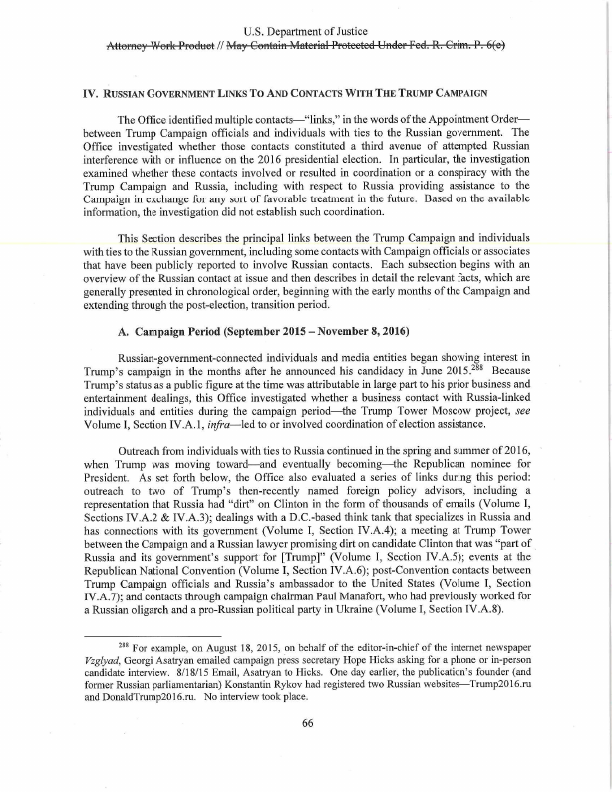 U.S. Department of Justice
Attorney Work Product // May Contain Material Protected Under Fed. R. Crim. P. 6(e)
IV. RUSSIAN GOVERNMENT LINKS TO AND CONTACTS WITH THE TRUMP CAMPAIGN
The Office identified multiple contacts—"links," in the words of the Appointment Order—
between Trump Campaign officials and individuals with ties to the Russian government. The
Office investigated whether those contacts constituted a third avenue of attempted Russian
interference with or influence on the 2016 presidential election. In particular, the investigation
examined whether these contacts involved or resulted in coordination or a conspiracy with the
Trump Campaign and Russia, including with respect to Russia providing assistance to the
Campaign in exchange for any sort of favorable treatment in the future. Based on the available
information, the investigation did not establish such coordination.
This Section describes the principal links between the Trump Campaign and individuals
with ties to the Russian government, including some contacts with Campaign officials or associates
that have been publicly reported to involve Russian contacts. Each subsection begins with an
overview of the Russian contact at issue and then describes in detail the relevant facts, which are
generally presented in chronological order, beginning with the early months of the Campaign and
extending through the post-election, transition period.
A. Campaign Period (September 2015 – November 8, 2016)
Russian-government-connected individuals and media entities began showing interest in
Trump's campaign in the months after he announced his candidacy in June 2015.288 Because
Trump's status as a public figure at the time was attributable in large part to his prior business and
entertainment dealings, this Office investigated whether a business contact with Russia-linked
individuals and entities during the campaign period—the Trump Tower Moscow project, see
Volume I, Section IV.A.1, infra—led to or involved coordination of election assistance.
Outreach from individuals with ties to Russia continued in the spring and summer of 2016,
when Trump was moving toward—and eventually becoming—the Republican nominee for
President. As set forth below, the Office also evaluated a series of links during this period:
outreach to two of Trump's then-recently named foreign policy advisors, including a
representation that Russia had "dirt" on Clinton in the form of thousands of emails (Volume I,
Sections IV.A.2 & IV.A.3); dealings with a D.C.-based think tank that specializes in Russia and
has connections with its government (Volume I, Section IV.A.4); a meeting at Trump Tower
between the Campaign and a Russian lawyer promising dirt on candidate Clinton that was "part of
Russia and its government's support for [Trump]" (Volume I, Section IV.A.5); events at the
Republican National Convention (Volume I, Section IV.A.6); post-Convention contacts between
Trump Campaign officials and Russia's ambassador to the United States (Volume I, Section
IV.A.7); and contacts through campaign chairman Paul Manafort, who had previously worked for
a Russian oligarch and a pro-Russian political party in Ukraine (Volume I, Section IV.A.8).
288 For example, on August 18, 2015, on behalf of the editor-in-chief of the internet newspaper
Vzglyad, Georgi Asatryan emailed campaign press secretary Hope Hicks asking for a phone or in-person
candidate interview. 8/18/15 Email, Asatryan to Hicks. One day earlier, the publication's founder (and
former Russian parliamentarian) Konstantin Rykov had registered two Russian websites—Trump2016.ru
and DonaldTrump2016.ru. No interview took place.
66